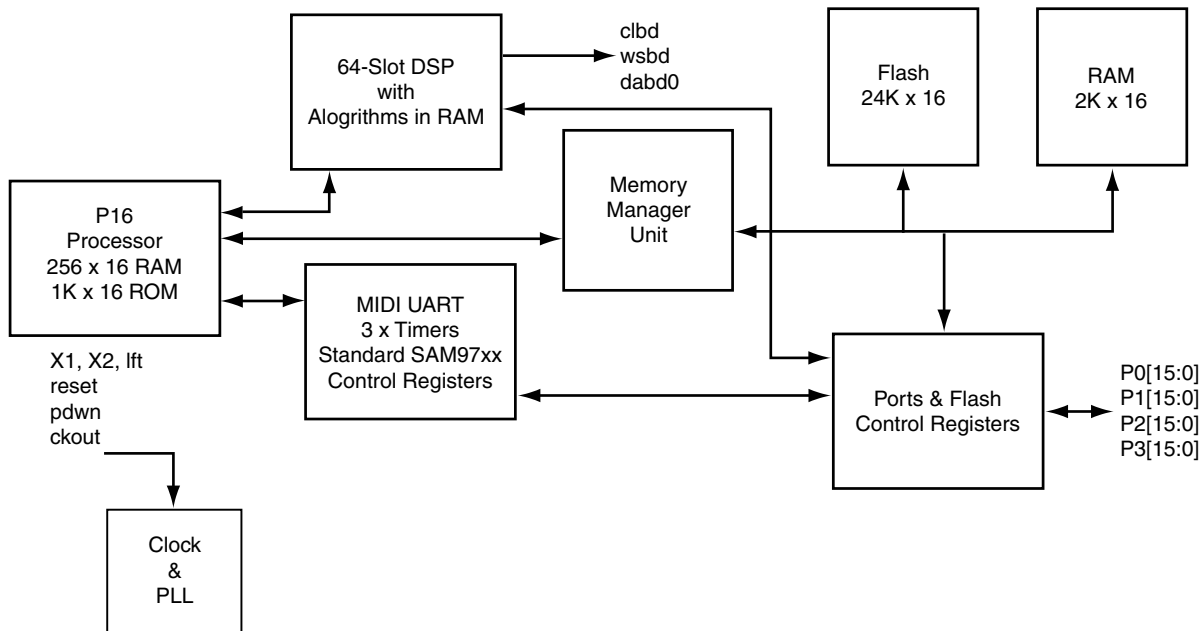 64-Slot DSP
with
Alogrithms in RAM
clbd
wsbd
dabd0
Flash
24K x 16
RAM
2K x 16
P16
Processor
256 x 16 RAM
1K x 16 ROM
Memory
Manager
Unit
MIDI UART
3 x Timers
Standard SAM97xx
Control Registers
X1, X2, lft
reset
pdwn
ckout
Ports & Flash
Control Registers
P0[15:0]
P1[15:0]
P2[15:0]
P3[15:0]
Clock
&
PLL